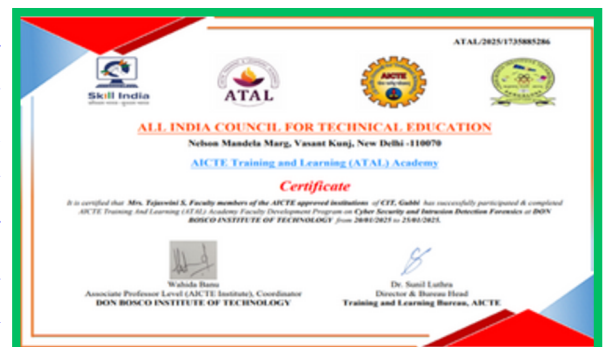 ATAL/2025/1735885286
Skill India
कौशल भारत - कुशल भारत
ATAL
AICTE
ALL INDIA COUNCIL FOR TECHNICAL EDUCATION
Nelson Mandela Marg, Vasant Kunj, New Delhi -110070
AICTE Training and Learning (ATAL) Academy
Certificate
It is certified that Mrs. Tejaswini S, Faculty members of the AICTE approved institutions of CIT, Gubbi has successfully participated & completed
AICTE Training And Learning (ATAL) Academy Faculty Development Program on Cyber Security and Intrusion Detection Forensics at DON
BOSCO INSTITUTE OF TECHNOLOGY from 20/01/2025 to 25/01/2025.
Wahida Banu
Associate Professor Level (AICTE Institute), Coordinator
DON BOSCO INSTITUTE OF TECHNOLOGY
Dr. Sunil Luthra
Director & Bureau Head
Training and Learning Bureau, AICTE